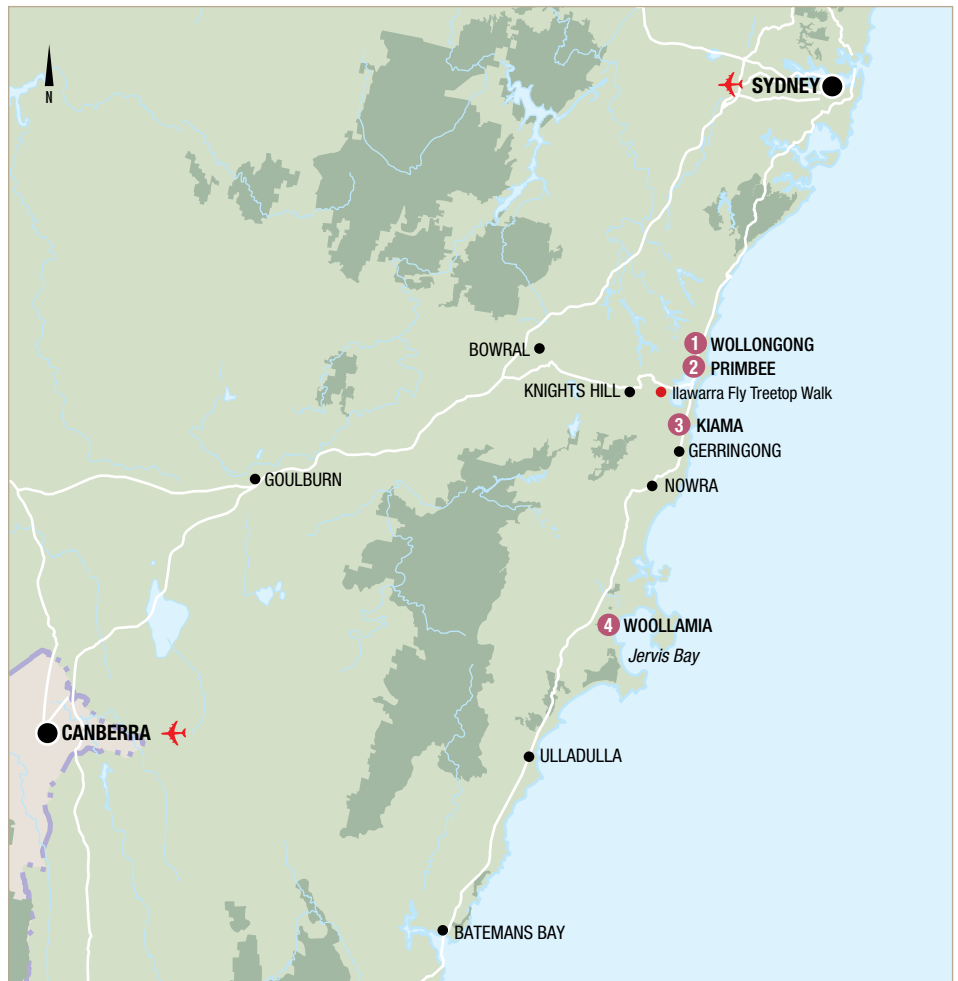 N
SYDNEY
BOWRAL
1 WOLLONGONG
2 PRIMBEE
KNIGHTS HILL
Ilawarra Fly Treetop Walk
3 KIAMA
GERRINGONG
GOULBURN
NOWRA
4 WOOLLAMIA
Jervis Bay
CANBERRA
ULLADULLA
BATEMANS BAY